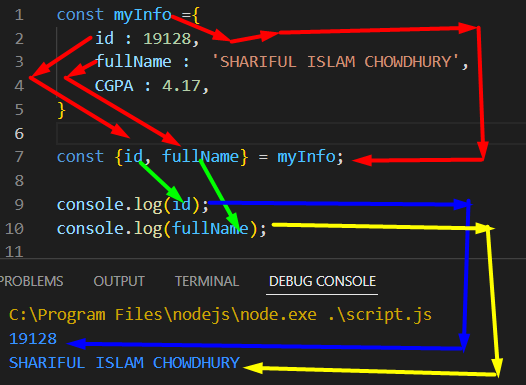 1 const myInfo ={
2 id : 19128,
3 fullName : 'SHARIFUL ISLAM CHOWDHURY',
4 CGPA : 4.17,
5 }
6
7 const {id, fullName} = myInfo;
8
9 console.log(id);
10 console.log(fullName);
11
PROBLEMS OUTPUT TERMINAL DEBUG CONSOLE
C:\Program Files\nodejs\node.exe .\script.js
19128
SHARIFUL ISLAM CHOWDHURY